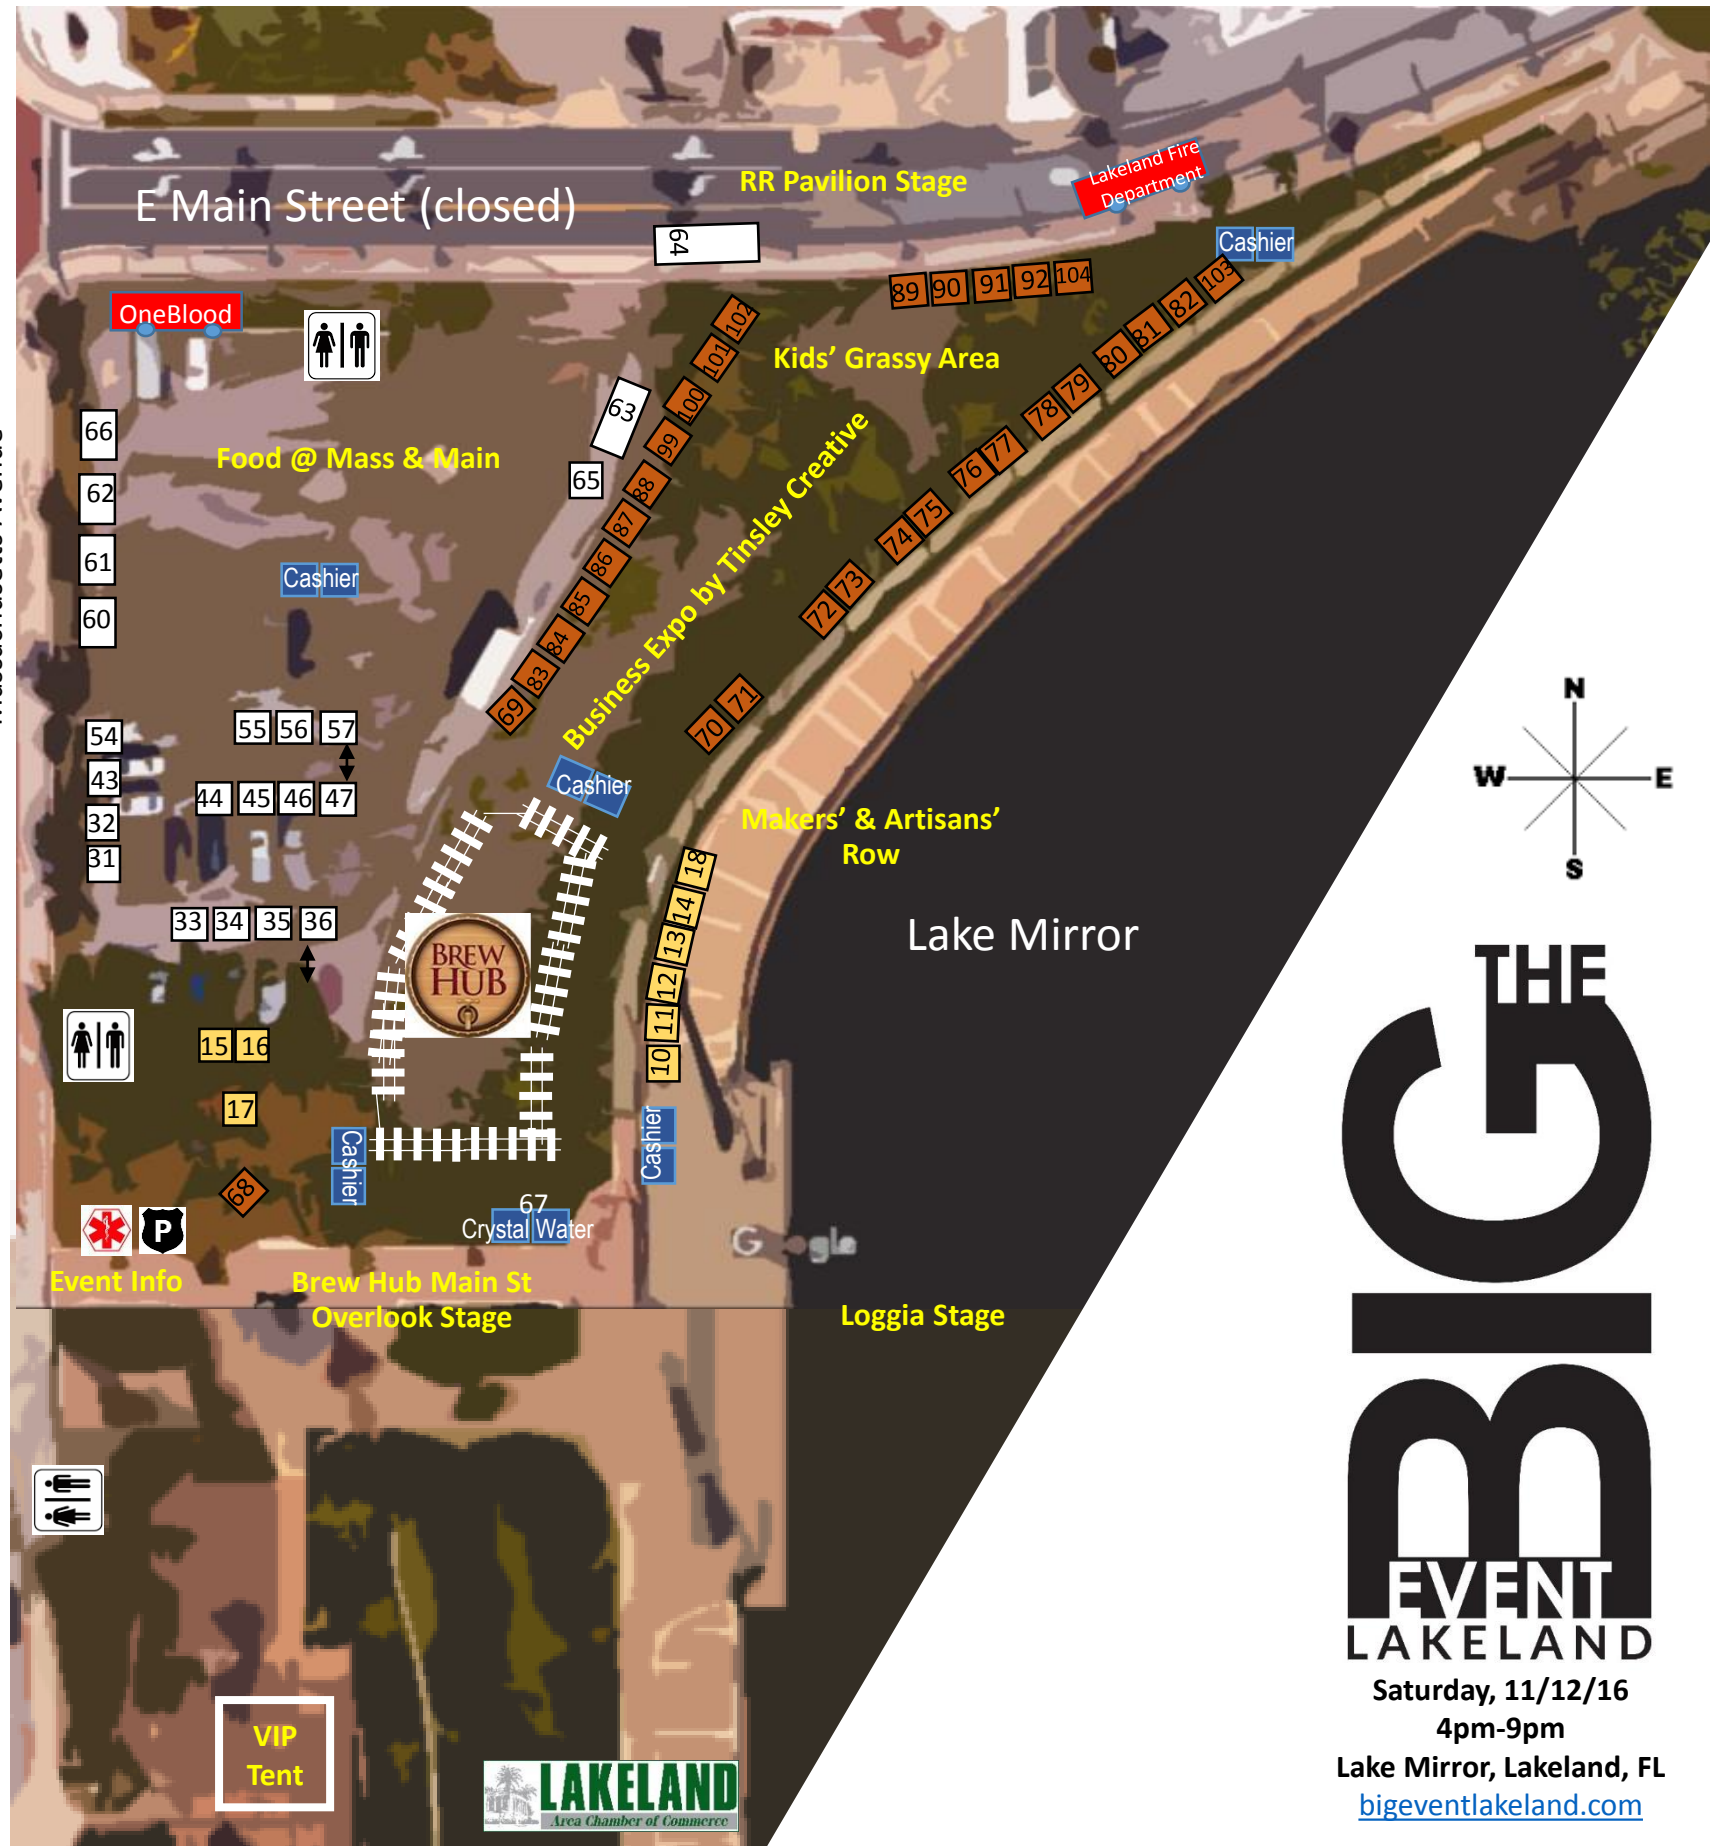 E Main Street (closed)
RR Pavilion Stage
Lakeland Fire
Department
Cashier
64
OneBlood
89 90 91 92 104
103
82
81
80
79
78
77
76
75
74
73
72
71
70
102
101
100
99
88
87
86
85
84
83
69
Kids' Grassy Area
63
65
66
62
61
60
Food @ Mass & Main
Cashier
Business Expo by Tinsley Creative
54
43
32
31
55 56 57
44 45 46 47
33 34 35 36
Cashier
Makers' & Artisans'
Row
18
14
13
12
11
10
BREW
HUB
Lake Mirror
N
W E
S
15 16
17
68
Cashier
Cashier
67
Crystal Water
P
Event Info
Brew Hub Main St
Overlook Stage
Loggia Stage
Google
VIP
Tent
LAKELAND
Area Chamber of Commerce
THE
BIG
EVENT
LAKELAND
Saturday, 11/12/16
4pm-9pm
Lake Mirror, Lakeland, FL
bigeventlakeland.com